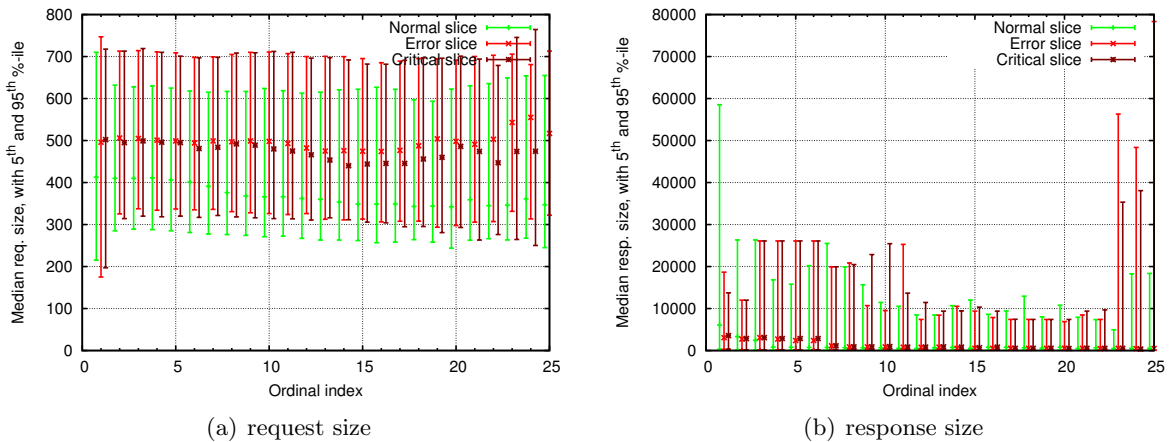 800
700
600
500
400
300
200
100
0
0
5
10
15
20
25
Median req. size, with 5th and 95th %-ile
Ordinal index
Normal slice
Error slice
Critical slice
(a) request size
80000
70000
60000
50000
40000
30000
20000
10000
0
0
5
10
15
20
25
Median resp. size, with 5th and 95th %-ile
Ordinal index
Normal slice
Error slice
Critical slice
(b) response size